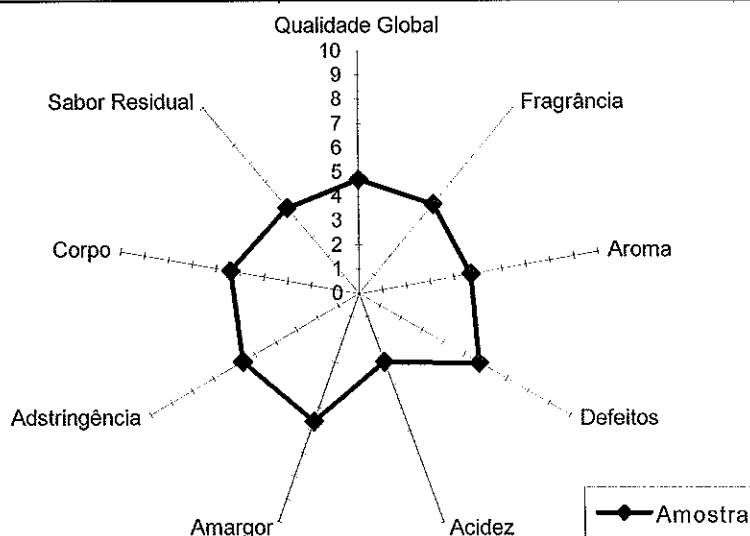 Qualidade Global
10
9
8
7
6
5
4
3
2
1
0
Fragrância
Aroma
Defeitos
Acidez
Amargor
Adstringência
Corpo
Sabor Residual
Amostra